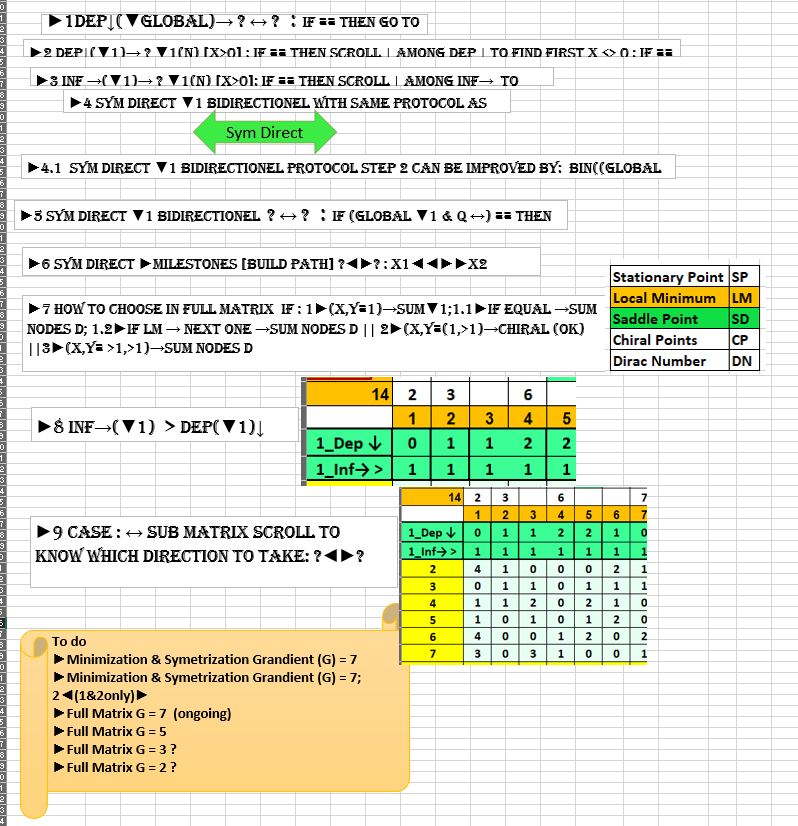 ►1DEP↓(▼GLOBAL)→ ? ↔ ? : IF == THEN GO TO
►2 DEP↓(▼1)→ ? ▼1(N) [X>0] : IF == THEN SCROLL | AMONG DEP | TO FIND FIRST X <> 0 : IF ==
►3 INF →(▼1)→ ? ▼1(N) [X>0]: IF == THEN SCROLL | AMONG INF→ TO
►4 SYM DIRECT ▼1 BIDIRECTIONEL WITH SAME PROTOCOL AS
Sym Direct
►4.1 SYM DIRECT ▼1 BIDIRECTIONEL PROTOCOL STEP 2 CAN BE IMPROVED BY: BIN((GLOBAL
►5 SYM DIRECT ▼1 BIDIRECTIONEL ? ↔ ? : IF (GLOBAL ▼1 & Q ↔) == THEN
►6 SYM DIRECT ►MILESTONES [BUILD PATH] ?◄►? : X1◄◄►►X2
Stationary Point SP
Local Minimum LM
Saddle Point SD
Chiral Points CP
Dirac Number DN
►7 HOW TO CHOOSE IN FULL MATRIX IF : 1►(X,Y=1)→SUM▼1;1.1►IF EQUAL →SUM
NODES D; 1.2►IF LM → NEXT ONE →SUM NODES D || 2►(X,Y=(1,>1)→CHIRAL (OK)
||3►(X,Y= >1,>1)→SUM NODES D
►8 INF→(▼1) > DEP(▼1)↓
14 2 3 6
1 2 3 4 5
1_Dep ↓ 0 1 1 2 2
1_Inf→> 1 1 1 1 1
►9 CASE : ↔ SUB MATRIX SCROLL TO
KNOW WHICH DIRECTION TO TAKE: ?◄►?
14 2 3 6 7
1 2 3 4 5 6 7
1_Dep ↓ 0 1 1 2 2 1 0
1_Inf→> 1 1 1 1 1 1 1
2 4 1 0 0 0 2 1
3 0 1 1 0 1 1 1
4 1 1 2 0 2 1 0
5 1 0 1 0 1 2 0
6 4 0 0 1 2 0 2
7 3 0 3 1 0 0 1
To do
►Minimization & Symetrization Grandient (G) = 7
►Minimization & Symetrization Grandient (G) = 7;
2◄(1&2only)►
►Full Matrix G = 7 (ongoing)
►Full Matrix G = 5
►Full Matrix G = 3 ?
►Full Matrix G = 2 ?